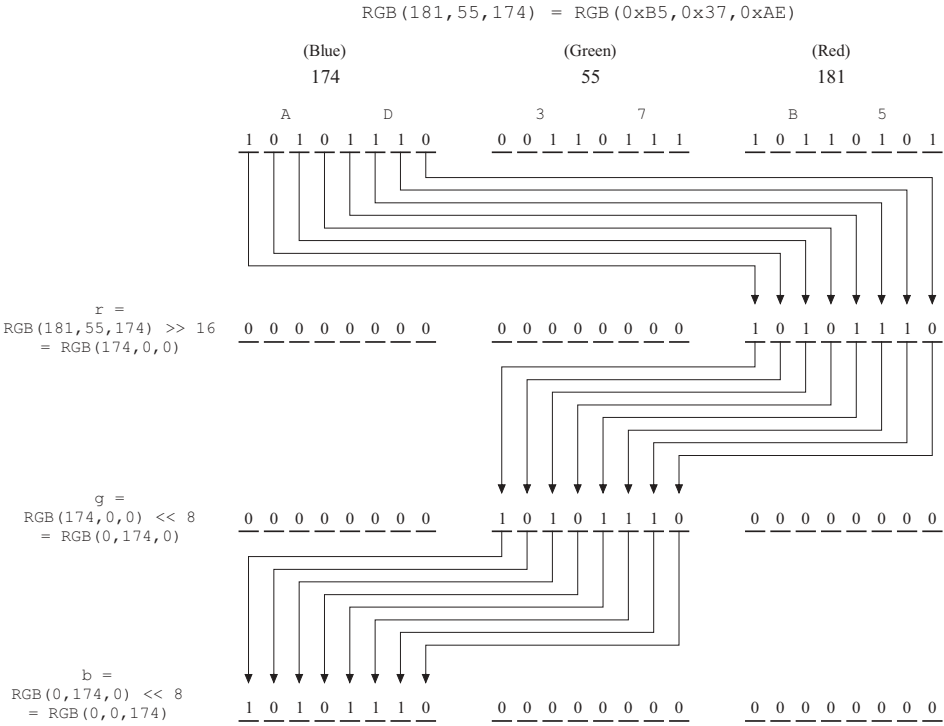 RGB(181,55,174) = RGB(0xB5,0x37,0xAE)
(Blue) (Green) (Red)
174 55 181
A D 3 7 B 5
1 0 1 0 1 1 1 0 0 0 1 1 0 1 1 1 1 0 1 1 0 1 0 1
r =
RGB(181,55,174) >> 16
= RGB(174,0,0)
0 0 0 0 0 0 0 0 0 0 0 0 0 0 0 0 1 0 1 0 1 1 1 0
g =
RGB(174,0,0) << 8
= RGB(0,174,0)
0 0 0 0 0 0 0 0 1 0 1 0 1 1 1 0 0 0 0 0 0 0 0 0
b =
RGB(0,174,0) << 8
= RGB(0,0,174)
1 0 1 0 1 1 1 0 0 0 0 0 0 0 0 0 0 0 0 0 0 0 0 0